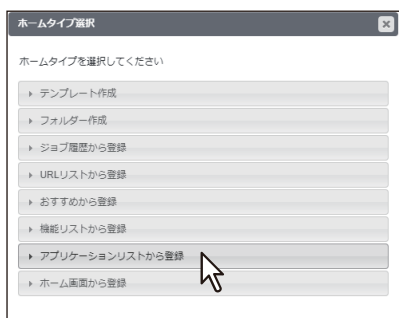 ホームタイプ選択
ホームタイプを選択してください
テンプレート作成
フォルダー作成
ジョブ履歴から登録
URLリストから登録
おすすめから登録
機能リストから登録
アプリケーションリストから登録
ホーム画面から登録